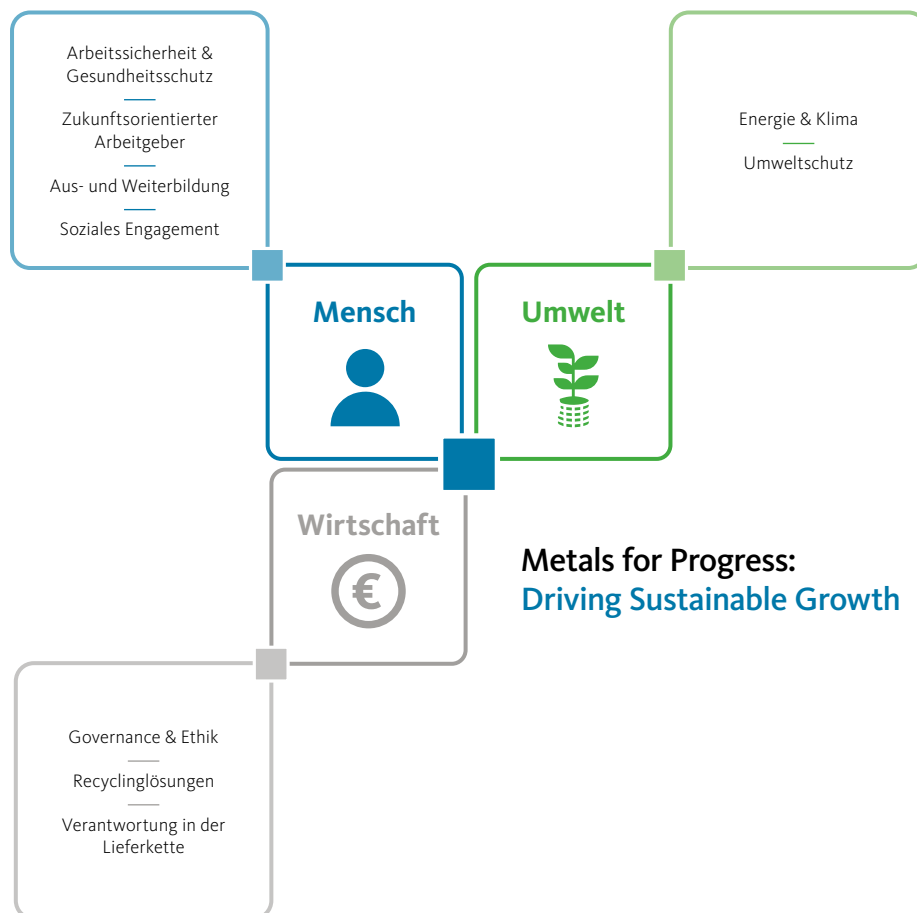 Arbeitssicherheit &
Gesundheitsschutz
Zukunftsorientierter
Arbeitgeber
Aus- und Weiterbildung
Soziales Engagement
Energie & Klima
Umweltschutz
Mensch
Umwelt
Wirtschaft
€
Metals for Progress:
Driving Sustainable Growth
Governance & Ethik
Recyclinglösungen
Verantwortung in der
Lieferkette